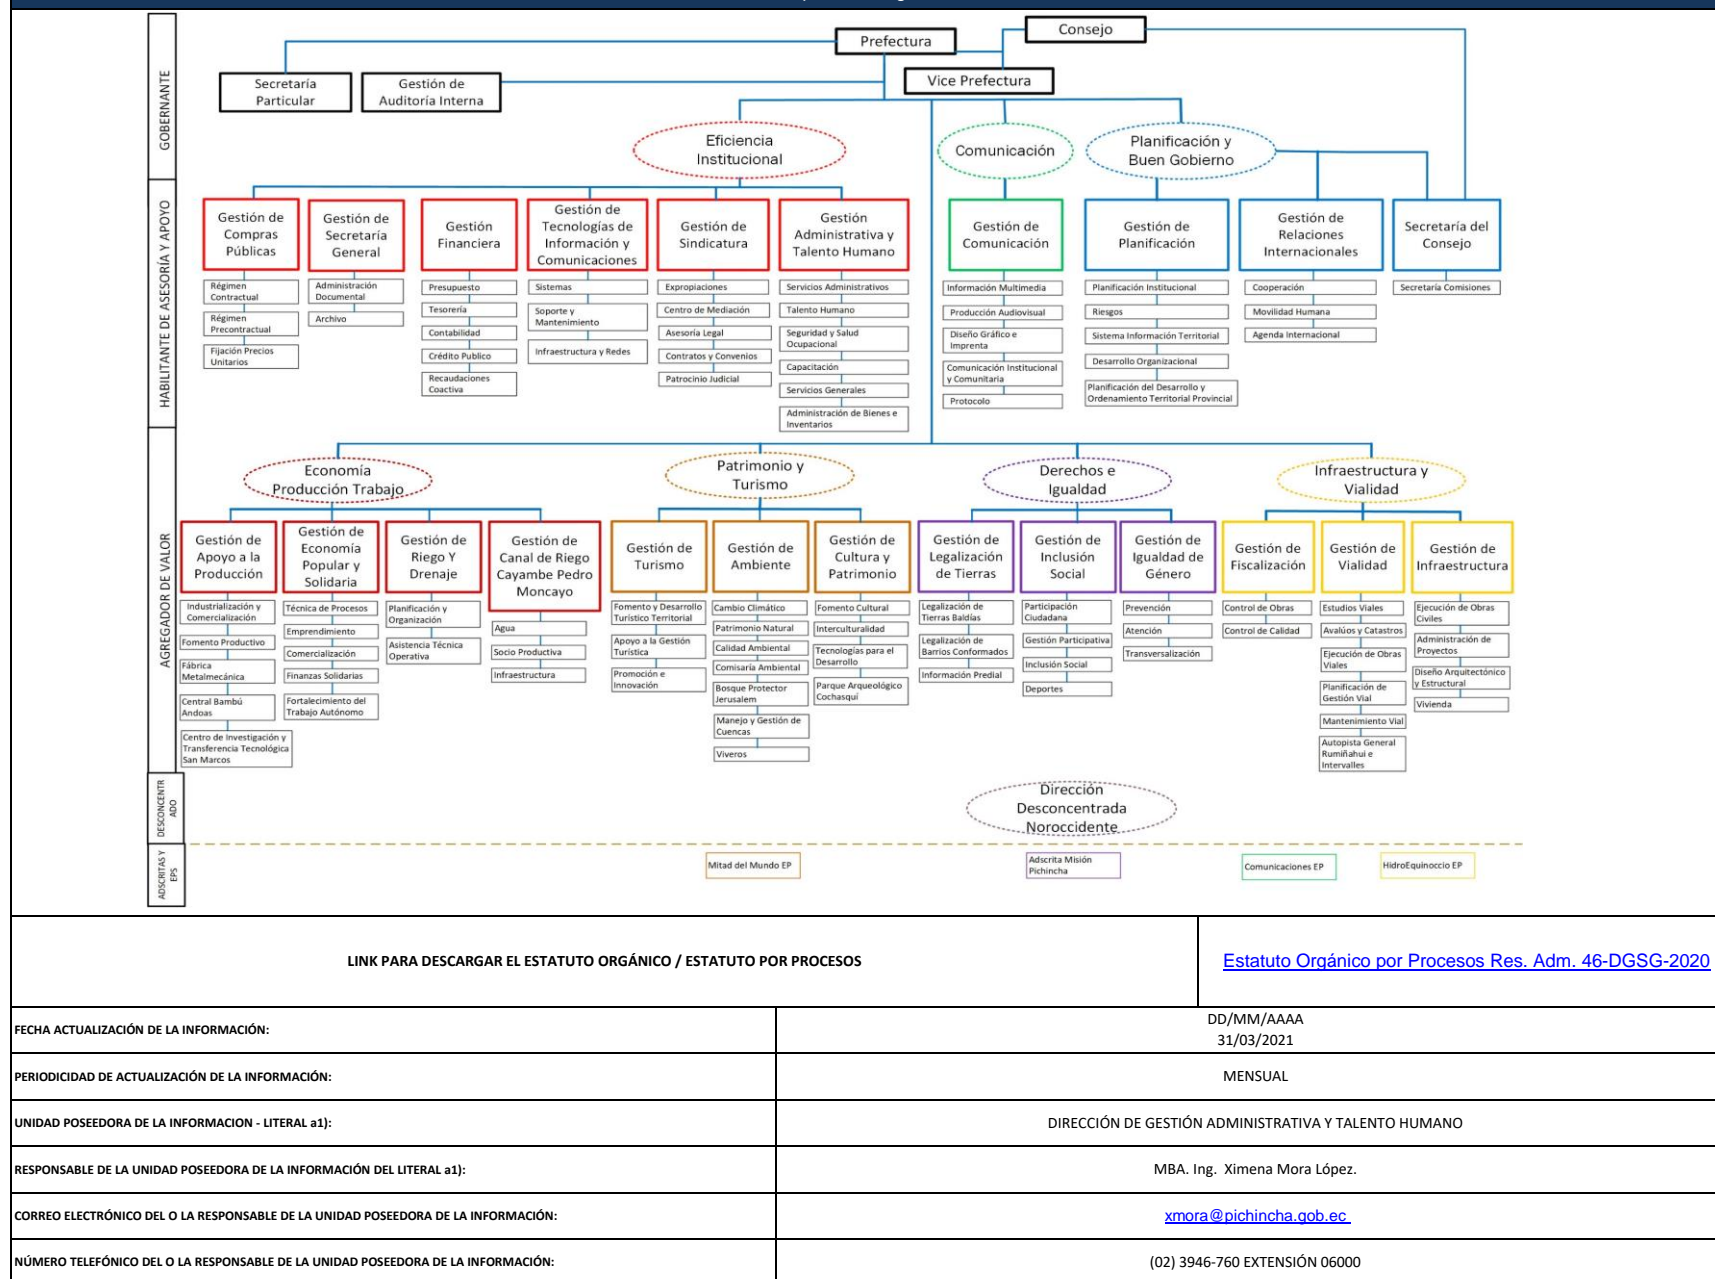 Prefectura
Consejo
Vice Prefectura
Secretaría
Particular
Gestión de
Auditoría Interna
GOBERNANTE
Eficiencia
Institucional
Comunicación
Planificación y
Buen Gobierno
HABILITANTE DE ASESORÍA Y APOYO
Gestión de
Compras
Públicas
Régimen
Contractual
Régimen
Precontractual
Fijación Precios
Unitarios
Gestión de
Secretaría
General
Administración
Documental
Archivo
Gestión
Financiera
Presupuesto
Tesorería
Contabilidad
Crédito Publico
Recaudaciones
Coactiva
Gestión de
Tecnologías de
Información y
Comunicaciones
Sistemas
Soporte y
Mantenimiento
Infraestructura y Redes
Gestión de
Sindicatura
Expropiaciones
Centro de Mediación
Asesoría Legal
Contratos y Convenios
Patrocinio Judicial
Gestión
Administrativa y
Talento Humano
Servicios Administrativos
Talento Humano
Seguridad y Salud
Ocupacional
Capacitación
Servicios Generales
Administración de Bienes e
Inventarios
Gestión de
Comunicación
Información Multimedia
Producción Audiovisual
Diseño Gráfico e
Imprenta
Comunicación Institucional
y Comunitaria
Protocolo
Gestión de
Planificación
Planificación Institucional
Riesgos
Sistema Información Territorial
Desarrollo Organizacional
Planificación del Desarrollo y
Ordenamiento Territorial Provincial
Gestión de
Relaciones
Internacionales
Cooperación
Movilidad Humana
Agenda Internacional
Secretaría del
Consejo
Secretaría Comisiones
AGREGADOR DE VALOR
Economía
Producción Trabajo
Patrimonio y
Turismo
Derechos e
Igualdad
Infraestructura y
Vialidad
Gestión de
Apoyo a la
Producción
Industrialización y
Comercialización
Fomento Productivo
Fábrica
Metalmecánica
Central Bambú
Andoas
Centro de Investigación y
Transferencia Tecnológica
San Marcos
Gestión de
Economía
Popular y
Solidaria
Técnica de Procesos
Emprendimiento
Comercialización
Finanzas Solidarias
Fortalecimiento del
Trabajo Autónomo
Gestión de
Riego Y
Drenaje
Planificación y
Organización
Asistencia Técnica
Operativa
Gestión de
Canal de Riego
Cayambe Pedro
Moncayo
Agua
Socio Productiva
Infraestructura
Gestión de
Turismo
Fomento y Desarrollo
Turístico Territorial
Apoyo a la Gestión
Turística
Promoción e
Innovación
Gestión de
Ambiente
Cambio Climático
Patrimonio Natural
Calidad Ambiental
Comisaría Ambiental
Bosque Protector
Jerusalem
Manejo y Gestión de
Cuencas
Viveros
Gestión de
Cultura y
Patrimonio
Fomento Cultural
Interculturalidad
Tecnologías para el
Desarrollo
Parque Arqueológico
Cochasquí
Gestión de
Legalización
de Tierras
Legalización de
Tierras Baldías
Legalización de
Barrios Conformados
Información Predial
Gestión de
Inclusión
Social
Participación
Ciudadana
Gestión Participativa
Inclusión Social
Deportes
Gestión de
Igualdad de
Género
Prevención
Atención
Transversalización
Gestión de
Fiscalización
Control de Obras
Control de Calidad
Gestión de
Vialidad
Estudios Viales
Avalúos y Catastros
Ejecución de Obras
Viales
Planificación de
Gestión Vial
Mantenimiento Vial
Autopista General
Rumiñahui e
Intervalles
Gestión de
Infraestructura
Ejecución de Obras
Civiles
Administración de
Proyectos
Diseño Arquitectónico
y Estructural
Vivienda
DESCONCENTR
ADO
Dirección
Desconcentrada
Noroccidente
ADSCRITAS Y
EPS
Mitad del Mundo EP
Adscrita Misión
Pichincha
Comunicaciones EP
HidroEquinoccio EP
LINK PARA DESCARGAR EL ESTATUTO ORGÁNICO / ESTATUTO POR PROCESOS
Estatuto Orgánico por Procesos Res. Adm. 46-DGSG-2020
FECHA ACTUALIZACIÓN DE LA INFORMACIÓN:
DD/MM/AAAA
31/03/2021
PERIODICIDAD DE ACTUALIZACIÓN DE LA INFORMACIÓN:
MENSUAL
UNIDAD POSEEDORA DE LA INFORMACION - LITERAL a1):
DIRECCIÓN DE GESTIÓN ADMINISTRATIVA Y TALENTO HUMANO
RESPONSABLE DE LA UNIDAD POSEEDORA DE LA INFORMACIÓN DEL LITERAL a1):
MBA. Ing. Ximena Mora López.
CORREO ELECTRÓNICO DEL O LA RESPONSABLE DE LA UNIDAD POSEEDORA DE LA INFORMACIÓN:
xmora@pichincha.gob.ec
NÚMERO TELEFÓNICO DEL O LA RESPONSABLE DE LA UNIDAD POSEEDORA DE LA INFORMACIÓN:
(02) 3946-760 EXTENSIÓN 06000